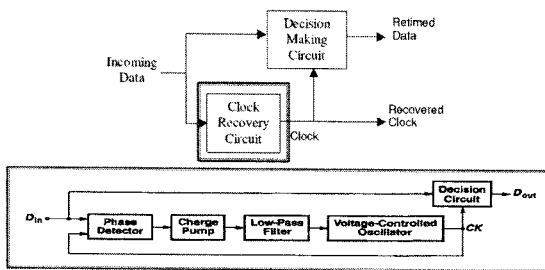 Decision
Making
Circuit
Retimed
Data
Incoming
Data
Clock
Recovery
Circuit
Clock
Recovered
Clock
Decision
Circuit
Dout
Din
Phase
Detector
Charge
Pump
Low-Pass
Filter
Voltage-Controlled
Oscillator
CK